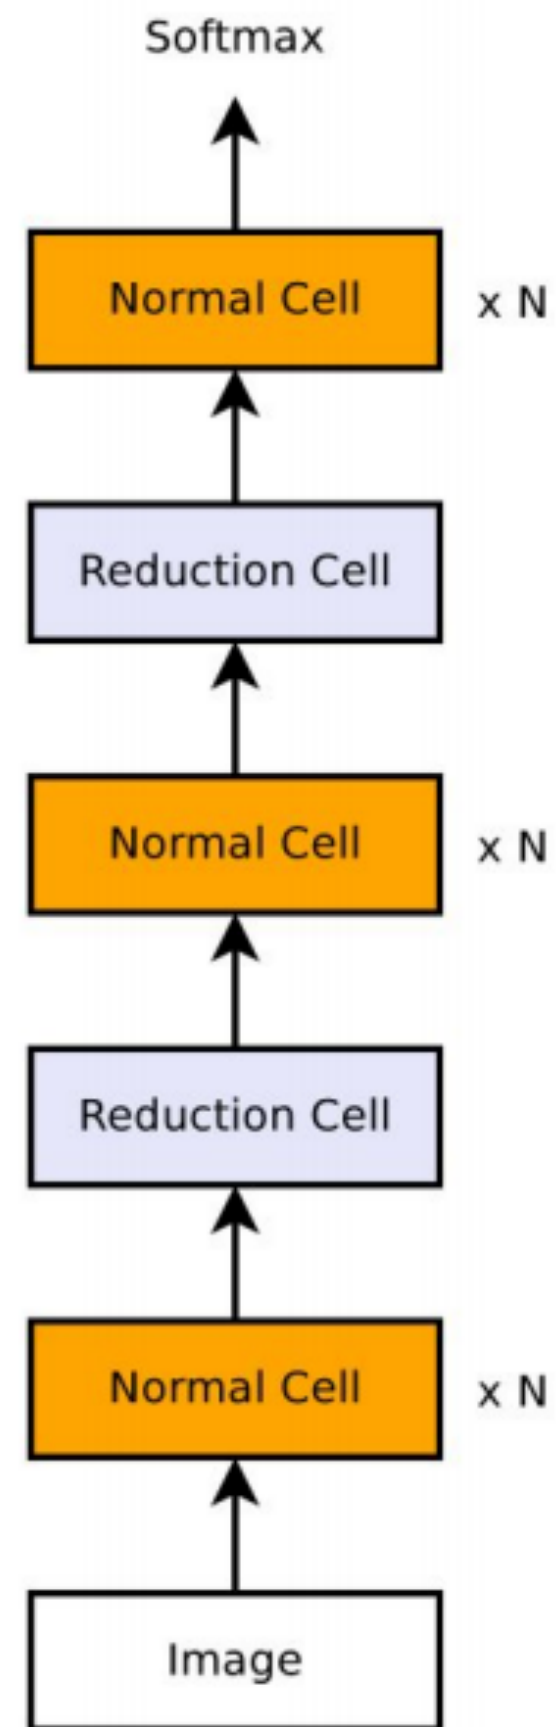 Softmax
Normal Cell x N
Reduction Cell
Normal Cell x N
Reduction Cell
Normal Cell x N
Image